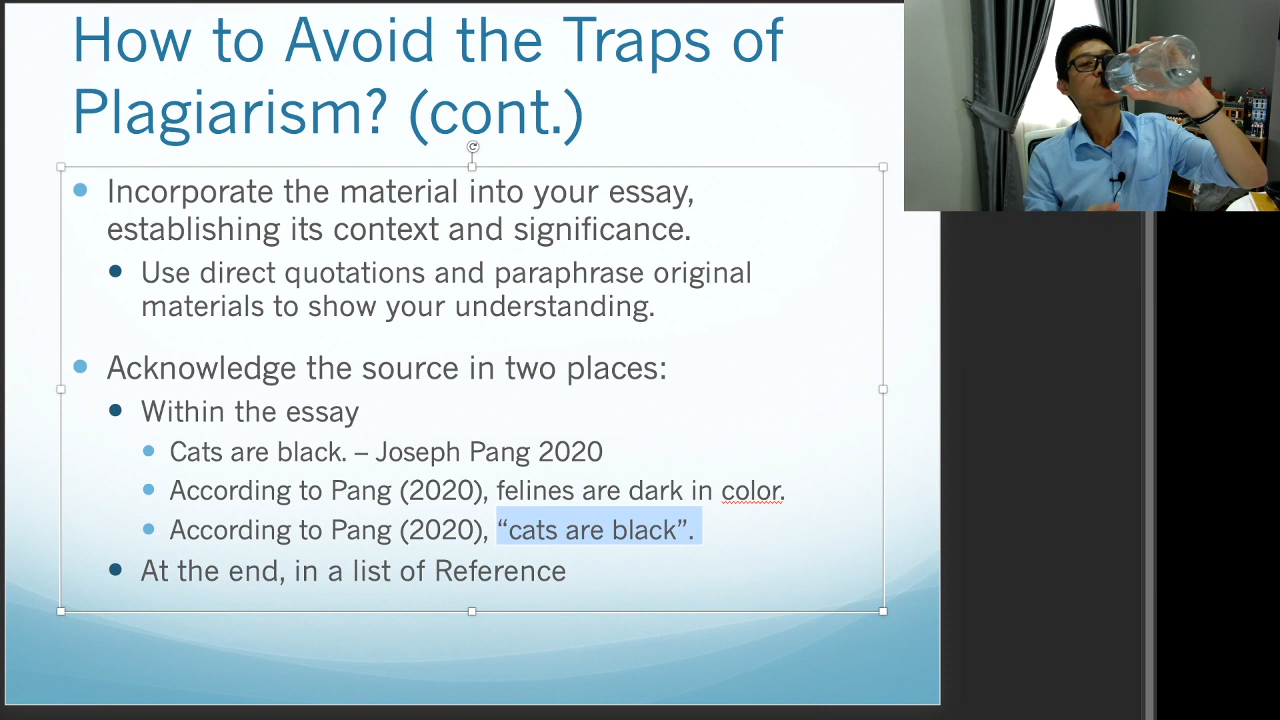 How to Avoid the Traps of
Plagiarism? (cont.)
Incorporate the material into your essay,
establishing its context and significance.
Use direct quotations and paraphrase original
materials to show your understanding.
Acknowledge the source in two places:
Within the essay
Cats are black. – Joseph Pang 2020
According to Pang (2020), felines are dark in color.
According to Pang (2020), “cats are black”.
At the end, in a list of Reference